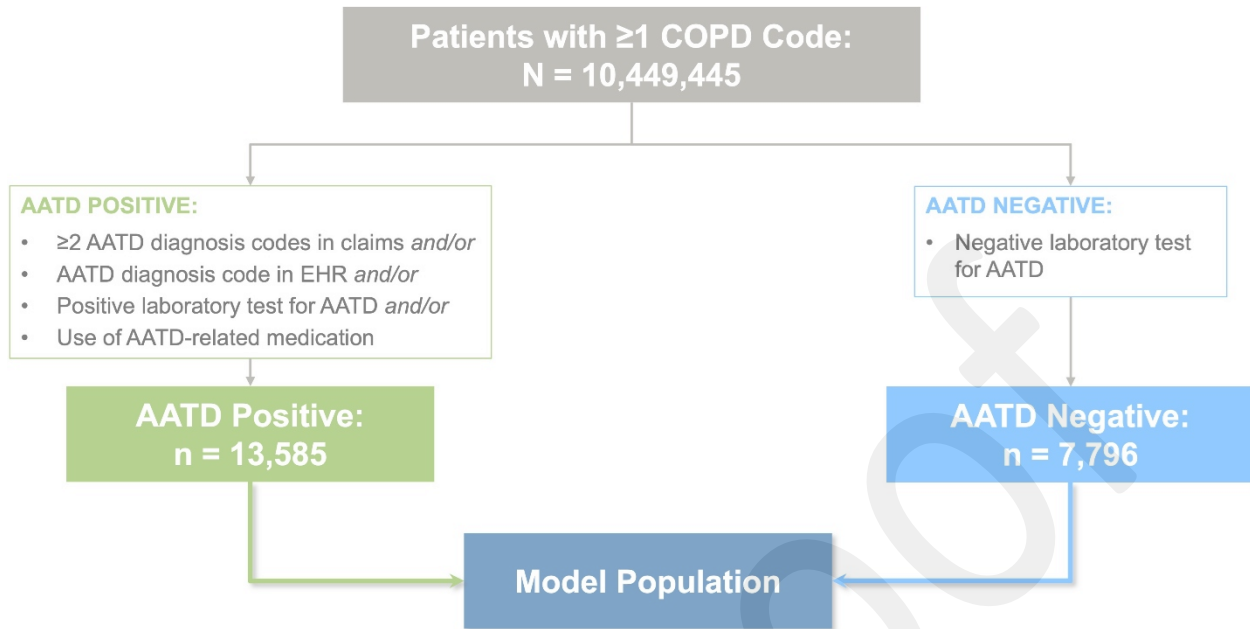 Patients with ≥1 COPD Code:
N = 10,449,445
AATD POSITIVE:
• ≥2 AATD diagnosis codes in claims and/or
• AATD diagnosis code in EHR and/or
• Positive laboratory test for AATD and/or
• Use of AATD-related medication
AATD NEGATIVE:
• Negative laboratory test
for AATD
AATD Positive:
n = 13,585
AATD Negative:
n = 7,796
Model Population